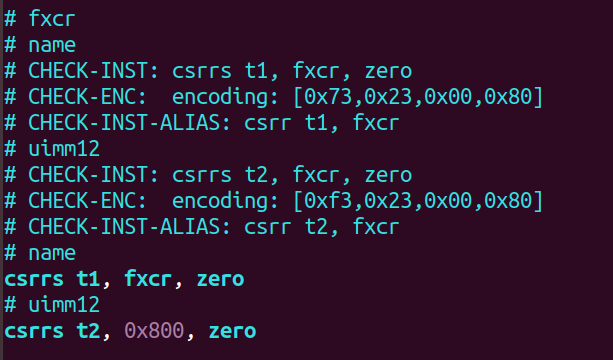 # fxcr
# name
# CHECK-INST: csrrs t1, fxcr, zero
# CHECK-ENC:  encoding: [0x73,0x23,0x00,0x80]
# CHECK-INST-ALIAS: csrr t1, fxcr
# uimm12
# CHECK-INST: csrrs t2, fxcr, zero
# CHECK-ENC:  encoding: [0xf3,0x23,0x00,0x80]
# CHECK-INST-ALIAS: csrr t2, fxcr
# name
csrrs t1, fxcr, zero
# uimm12
csrrs t2, 0x800, zero